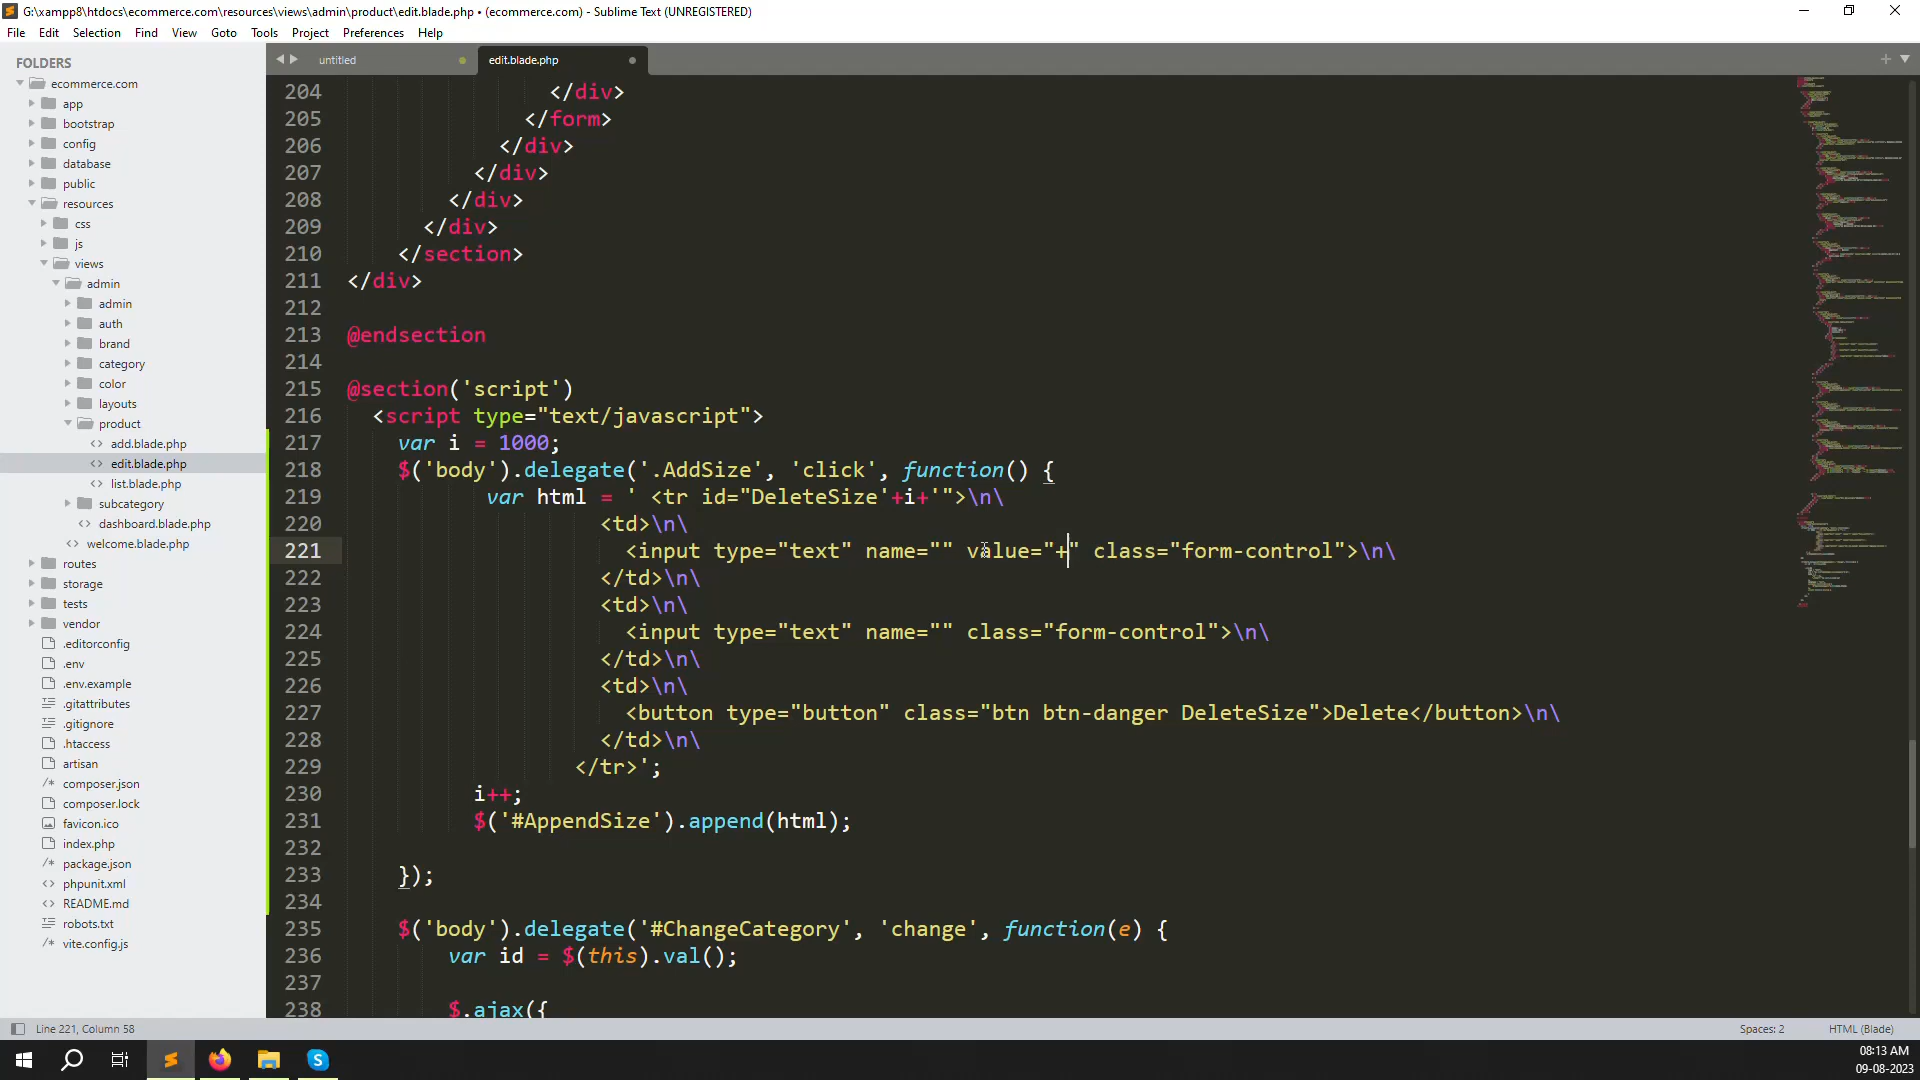 G:\xampp8\htdocs\ecommerce.com\resources\views\admin\product\edit.blade.php • (ecommerce.com) - Sublime Text (UNREGISTERED)
File Edit Selection Find View Goto Tools Project Preferences Help
FOLDERS
ecommerce.com
app
bootstrap
config
database
public
resources
css
js
views
admin
admin
auth
brand
category
color
layouts
product
add.blade.php
edit.blade.php
list.blade.php
subcategory
dashboard.blade.php
welcome.blade.php
routes
storage
tests
vendor
.editorconfig
.env
.env.example
.gitattributes
.gitignore
.htaccess
artisan
composer.json
composer.lock
favicon.ico
index.php
package.json
phpunit.xml
README.md
robots.txt
vite.config.js
untitled
edit.blade.php
204 </div>
205 </form>
206 </div>
207 </div>
208 </div>
209 </div>
210 </section>
211 </div>
212
213 @endsection
214
215 @section('script')
216 <script type="text/javascript">
217 var i = 1000;
218 $('body').delegate('.AddSize', 'click', function() {
219 var html = ' <tr id="DeleteSize'+i+'">\n\
220 <td>\n\
221 <input type="text" name="" value="+" class="form-control">\n\
222 </td>\n\
223 <td>\n\
224 <input type="text" name="" class="form-control">\n\
225 </td>\n\
226 <td>\n\
227 <button type="button" class="btn btn-danger DeleteSize">Delete</button>\n\
228 </td>\n\
229 </tr>';
230 i++;
231 $('#AppendSize').append(html);
232
233 });
234
235 $('body').delegate('#ChangeCategory', 'change', function(e) {
236 var id = $(this).val();
237
238 $.ajax({
Line 221, Column 58
Spaces: 2
HTML (Blade)
08:13 AM
09-08-2023